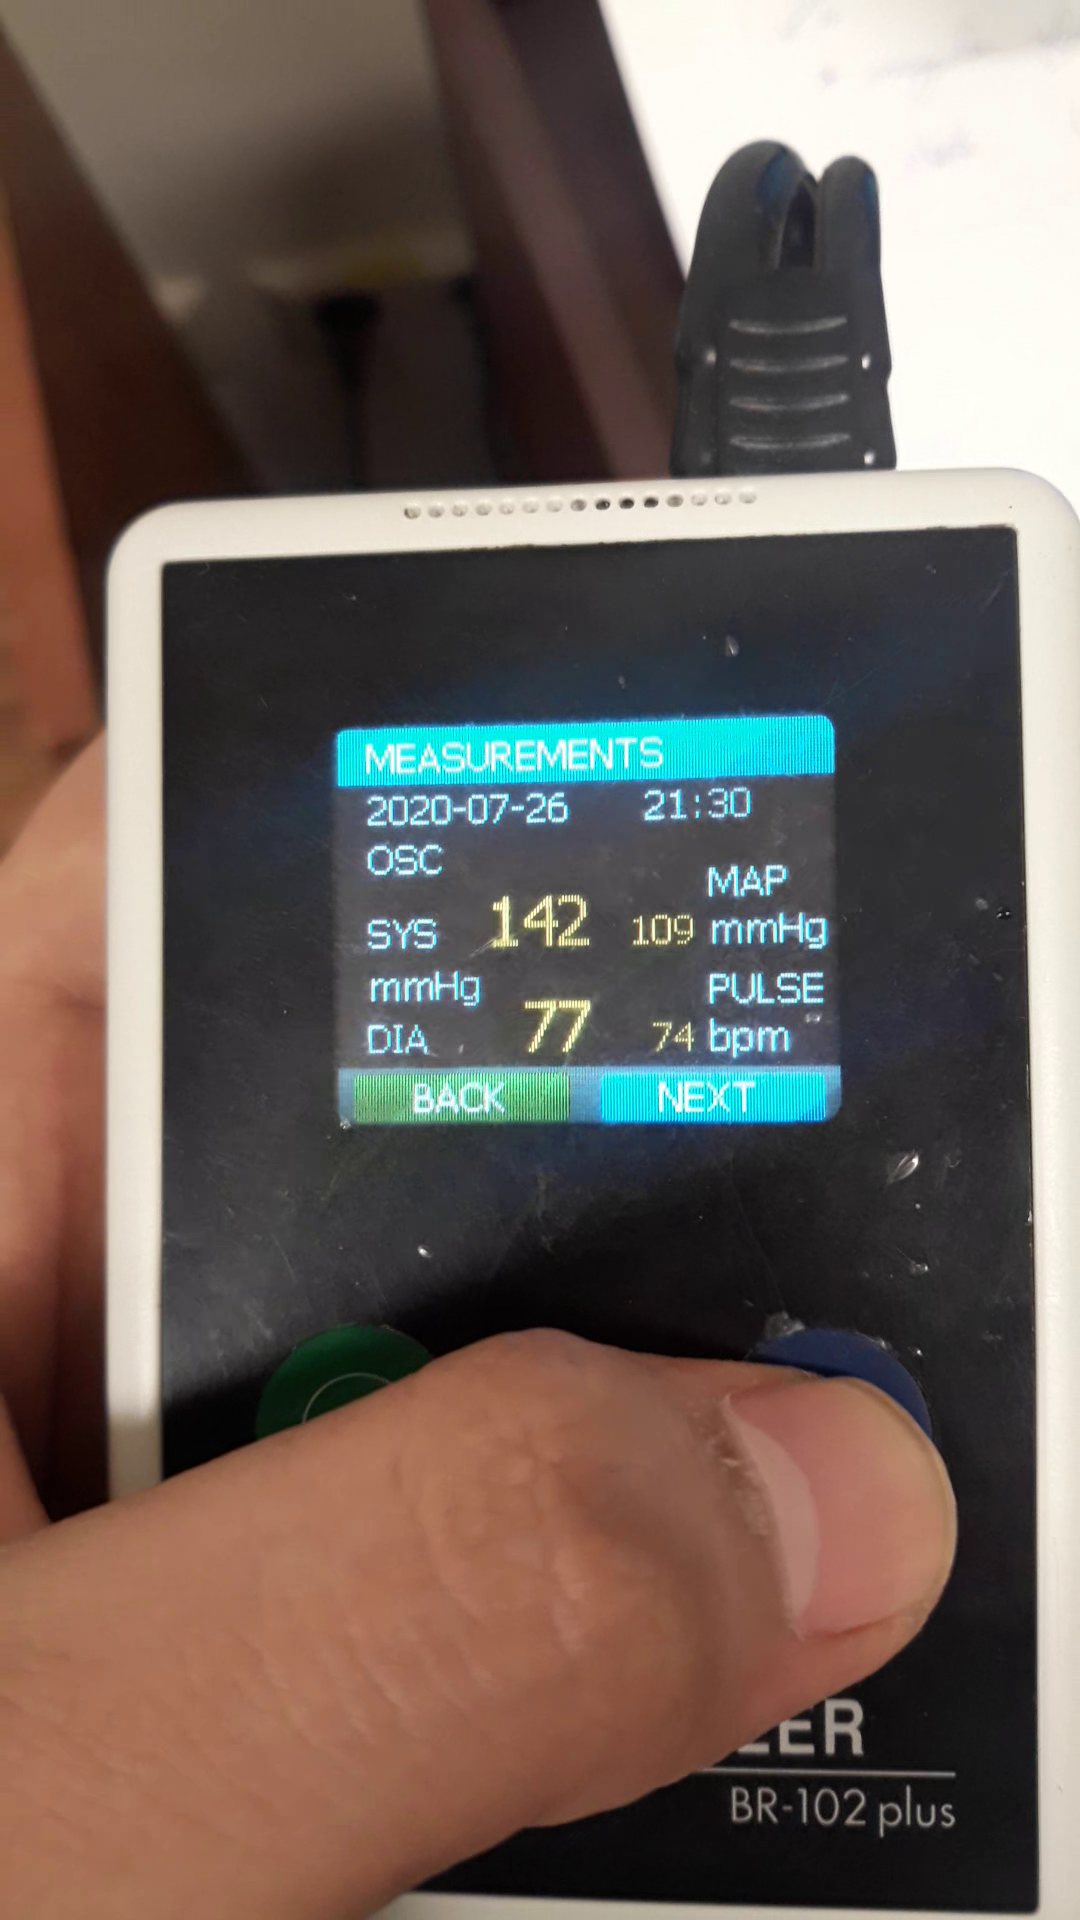 MEASUREMENTS
2020-07-26 21:30
OSC
MAP
SYS 142 109 mmHg
mmHg PULSE
DIA 77 74 bpm
BACK NEXT
BR-102 plus